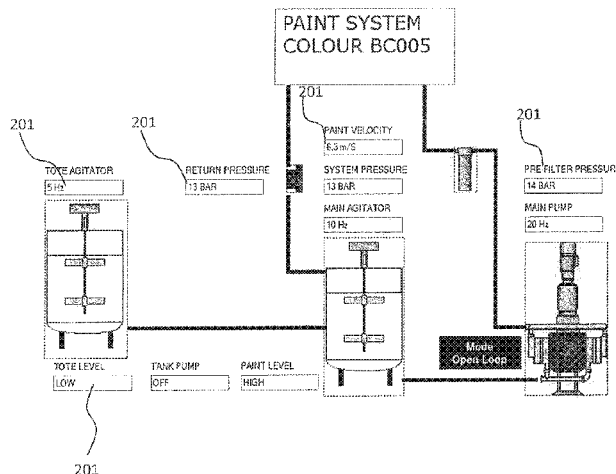 PAINT SYSTEM
COLOUR BC005
201
201
201
201
PAINT VELOCITY
6.3 m/S
TOTE AGITATOR
5 Hz
RETURN PRESSURE
13 BAR
SYSTEM PRESSURE
13 BAR
PRE FILTER PRESSUR
14 BAR
MAIN AGITATOR
10 Hz
MAIN PUMP
20 Hz
Mode
Open Loop
TOTE LEVEL
LOW
TANK PUMP
OFF
PAINT LEVEL
HIGH
201